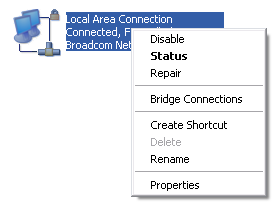 Local Area Connection
Connected, F
Broadcom Net
Disable
Status
Repair
Bridge Connections
Create Shortcut
Delete
Rename
Properties